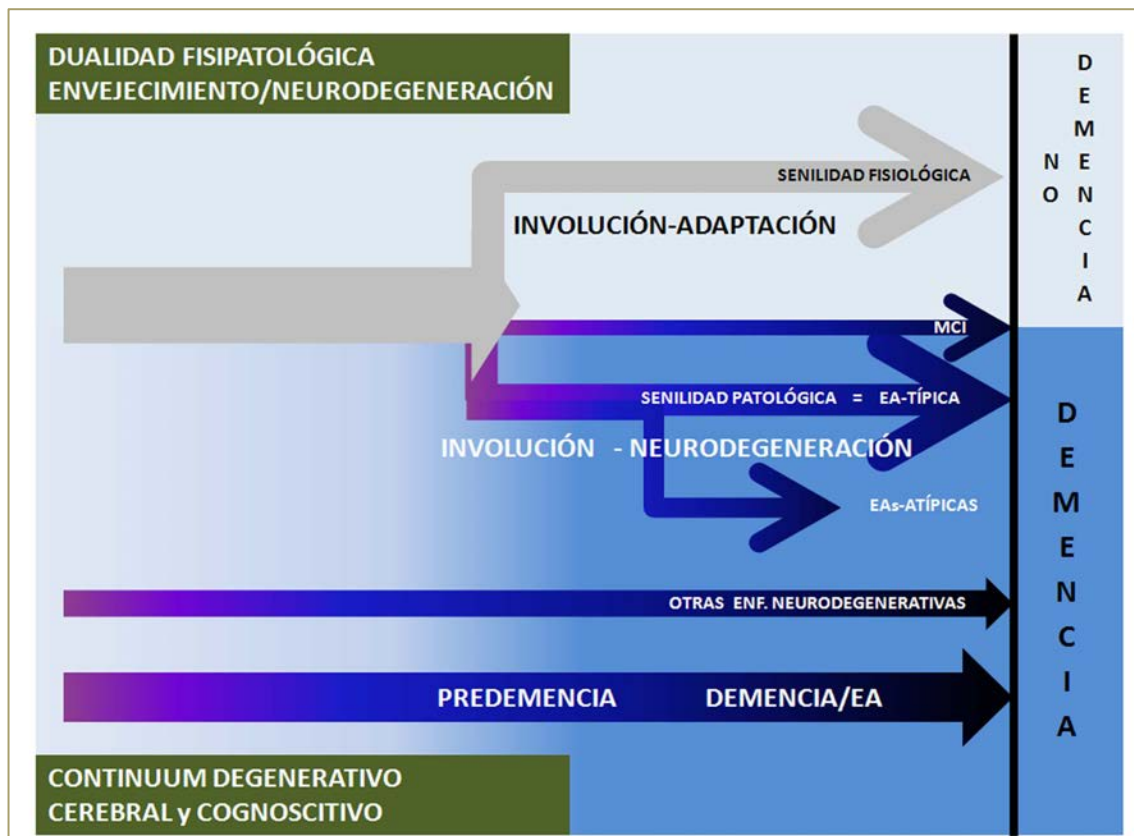 DUALIDAD FISIPATOLÓGICA
ENVEJECIMIENTO/NEURODEGENERACIÓN
NO DEMENCIA
SENILIDAD FISIOLÓGICA
INVOLUCIÓN-ADAPTACIÓN
MCI
SENILIDAD PATOLÓGICA = EA-TÍPICA
INVOLUCIÓN - NEURODEGENERACIÓN
EAs-ATÍPICAS
DEMENCIA
OTRAS ENF. NEURODEGENERATIVAS
PREDEMENCIA DEMENCIA/EA
CONTINUUM DEGENERATIVO
CEREBRAL y COGNOSCITIVO